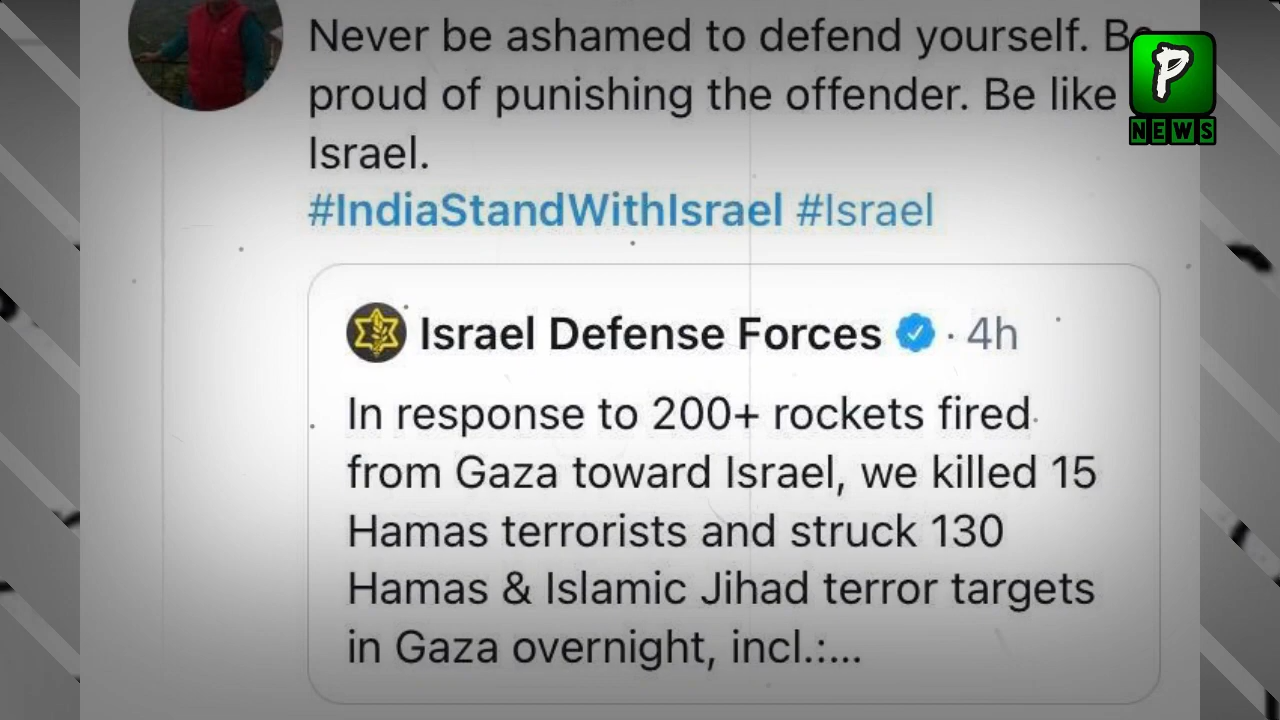 Never be ashamed to defend yourself. Be
proud of punishing the offender. Be like
Israel.
#IndiaStandWithIsrael #Israel
Israel Defense Forces · 4h
In response to 200+ rockets fired
from Gaza toward Israel, we killed 15
Hamas terrorists and struck 130
Hamas & Islamic Jihad terror targets
in Gaza overnight, incl.:...
P
NEWS